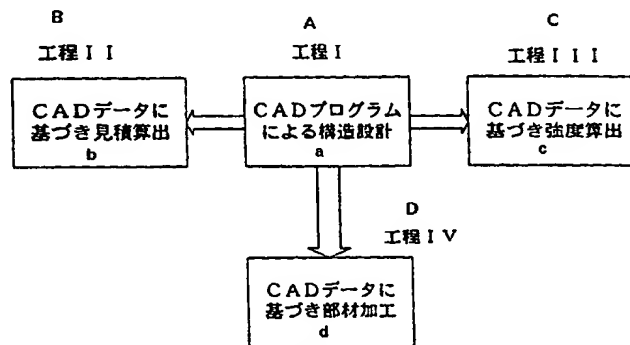 B
工程II
CADデータに
基づき見積算出
b
A
工程I
CADプログラム
による構造設計
a
C
工程III
CADデータに
基づき強度算出
c
D
工程IV
CADデータに
基づき部材加工
d